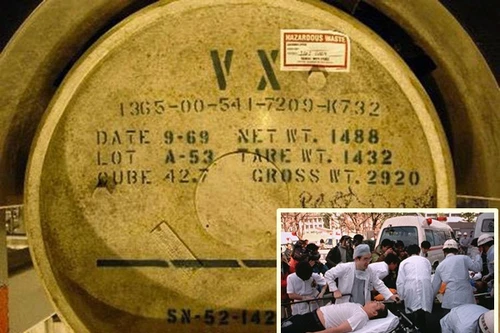 HAZARDOUS WASTE
VX
1365-00-541-7209-K732
DATE 9-69 NET WT. 1488
LOT A-53 TARE WT. 1432
CUBE 42.7 GROSS WT. 2920
SN-52-142